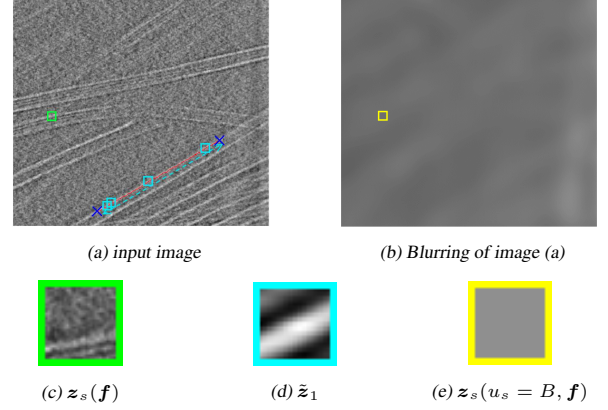 (a) input image
(b) Blurring of image (a)
(c) z_s(f)
(d) z̃_1
(e) z_s(u_s = B, f)